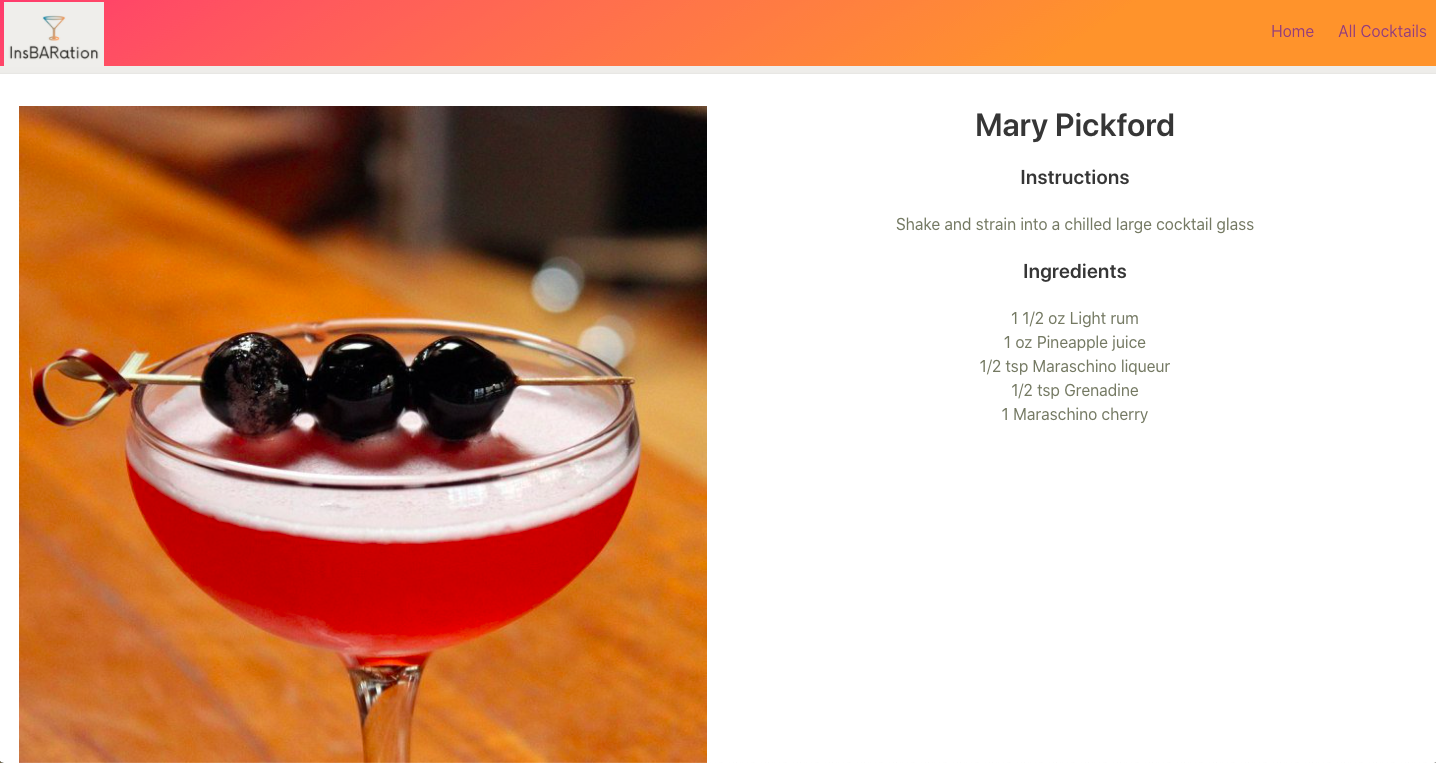 InsBARation
Home
All Cocktails
Mary Pickford
Instructions
Shake and strain into a chilled large cocktail glass
Ingredients
1 1/2 oz Light rum
1 oz Pineapple juice
1/2 tsp Maraschino liqueur
1/2 tsp Grenadine
1 Maraschino cherry